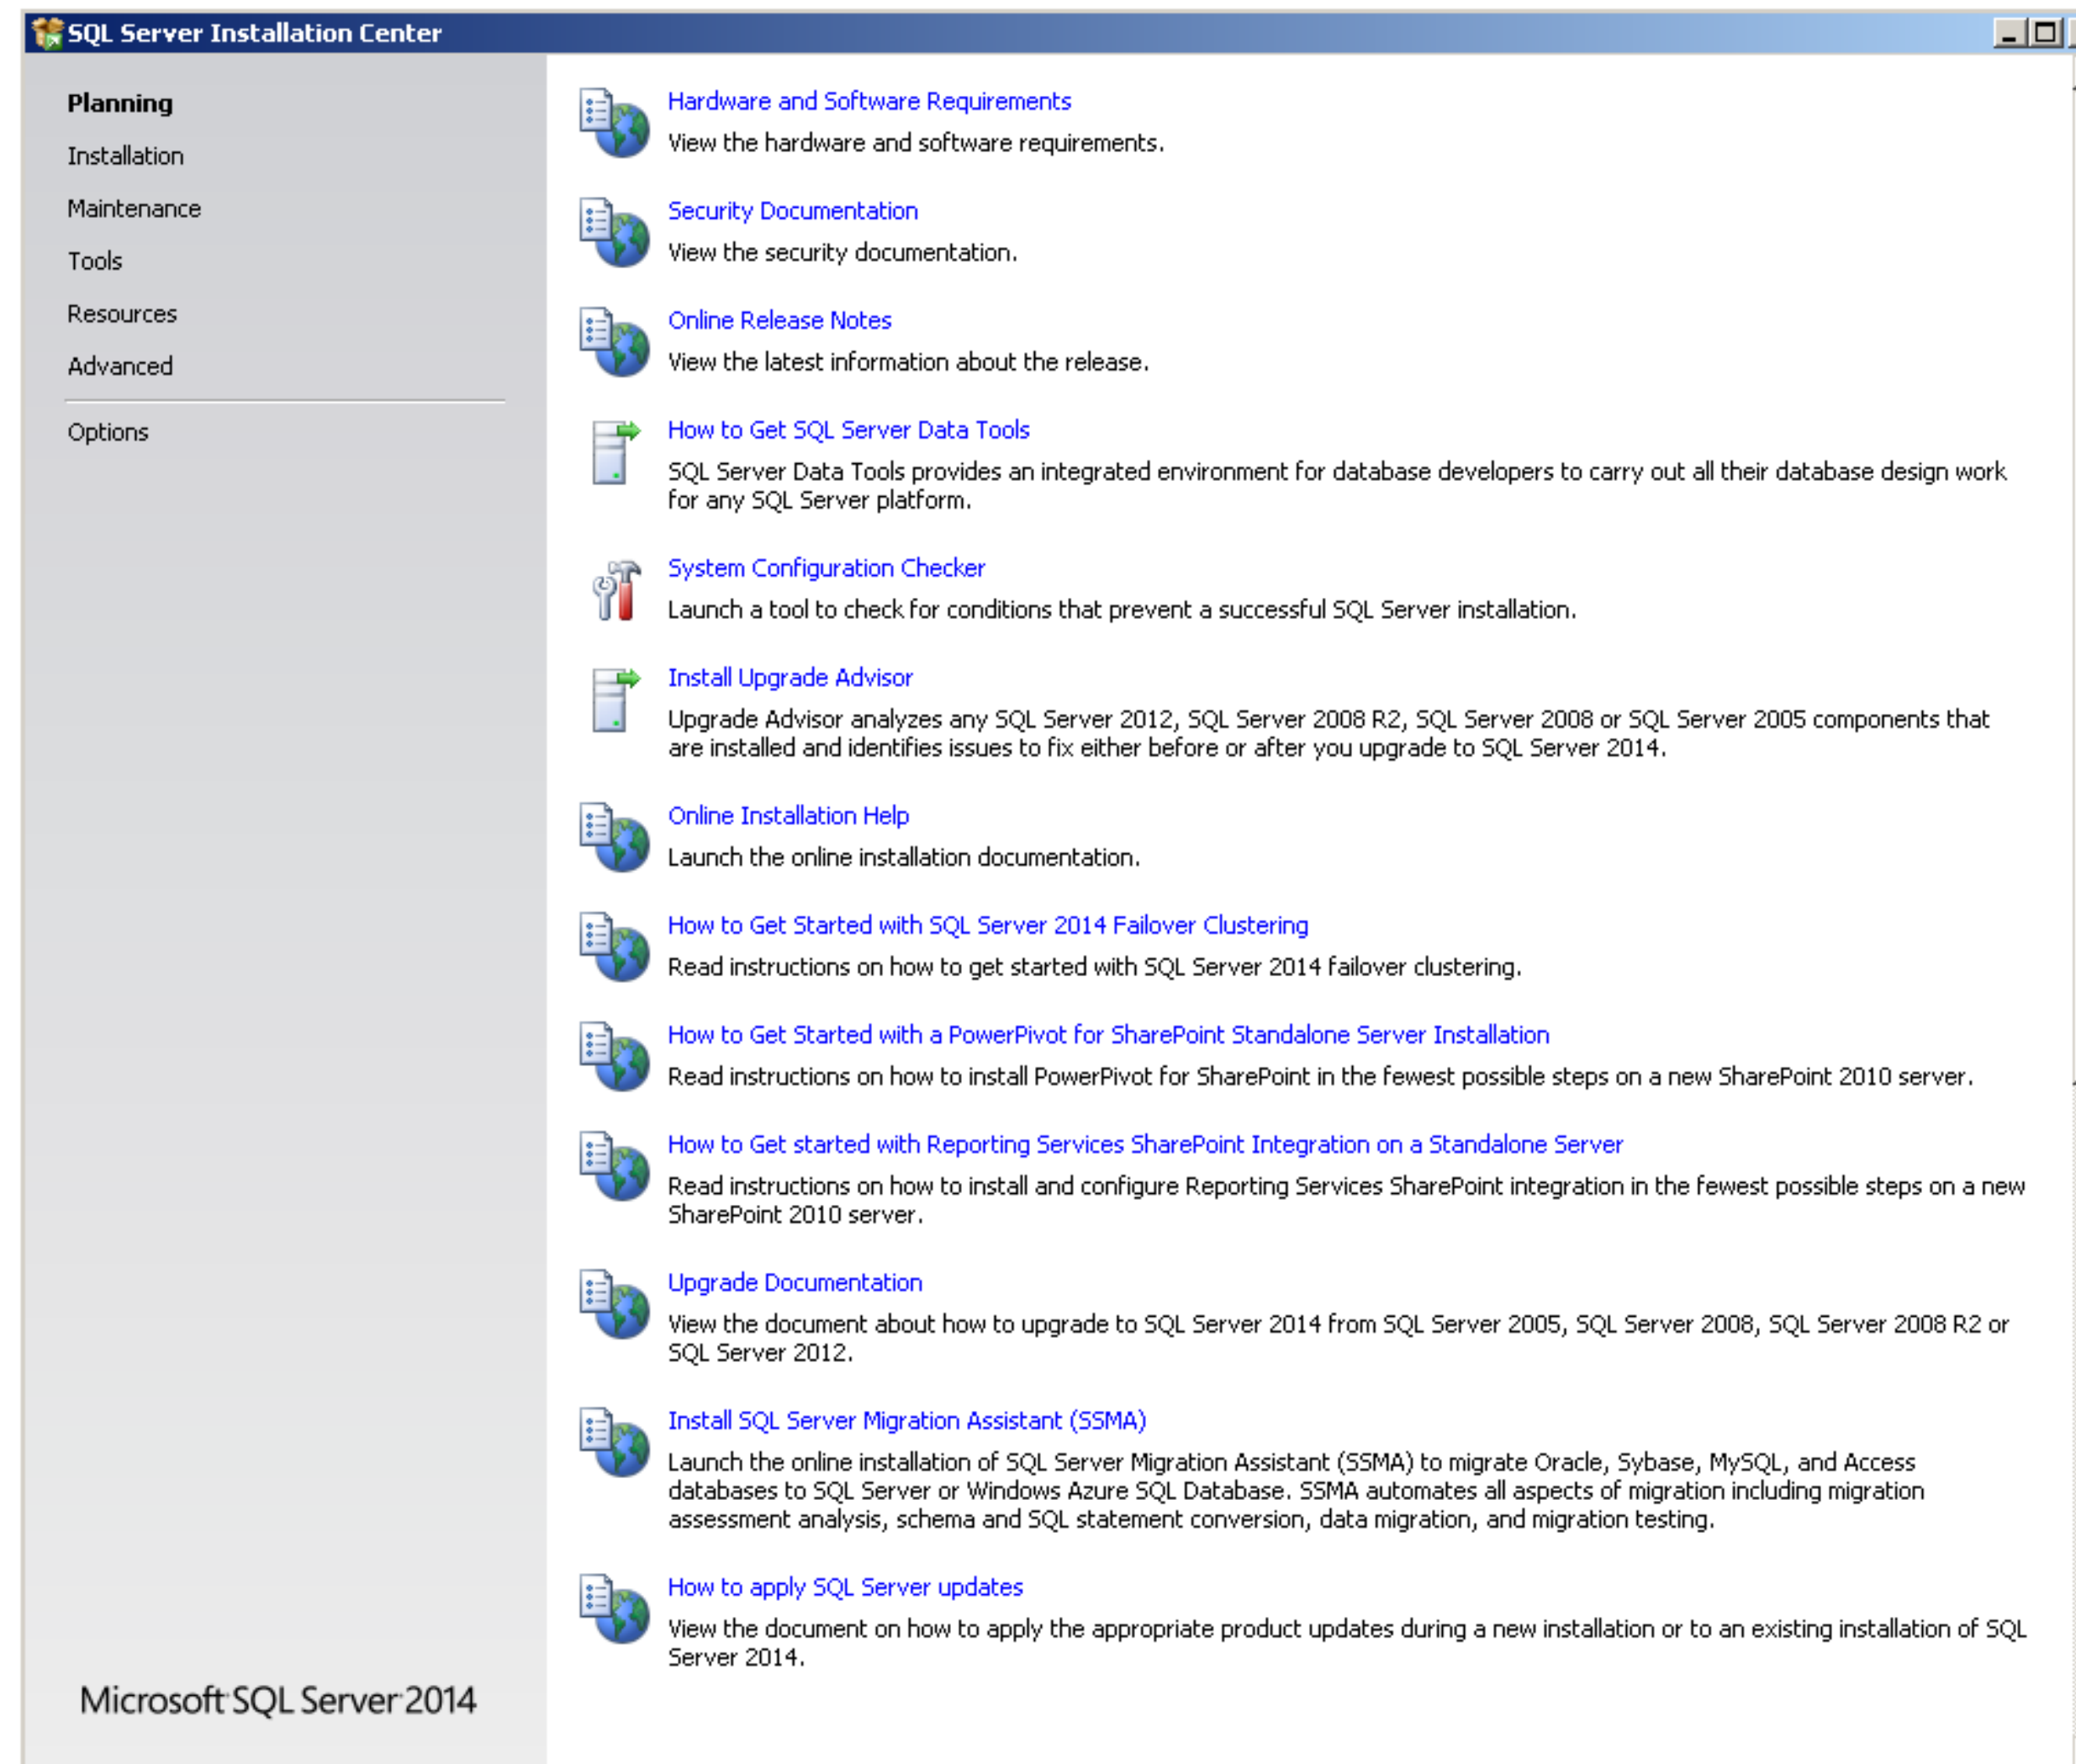 SQL Server Installation Center
Planning
Installation
Maintenance
Tools
Resources
Advanced
Options
Microsoft SQL Server 2014
Hardware and Software Requirements
View the hardware and software requirements.
Security Documentation
View the security documentation.
Online Release Notes
View the latest information about the release.
How to Get SQL Server Data Tools
SQL Server Data Tools provides an integrated environment for database developers to carry out all their database design work
for any SQL Server platform.
System Configuration Checker
Launch a tool to check for conditions that prevent a successful SQL Server installation.
Install Upgrade Advisor
Upgrade Advisor analyzes any SQL Server 2012, SQL Server 2008 R2, SQL Server 2008 or SQL Server 2005 components that
are installed and identifies issues to fix either before or after you upgrade to SQL Server 2014.
Online Installation Help
Launch the online installation documentation.
How to Get Started with SQL Server 2014 Failover Clustering
Read instructions on how to get started with SQL Server 2014 failover clustering.
How to Get Started with a PowerPivot for SharePoint Standalone Server Installation
Read instructions on how to install PowerPivot for SharePoint in the fewest possible steps on a new SharePoint 2010 server.
How to Get started with Reporting Services SharePoint Integration on a Standalone Server
Read instructions on how to install and configure Reporting Services SharePoint integration in the fewest possible steps on a new
SharePoint 2010 server.
Upgrade Documentation
View the document about how to upgrade to SQL Server 2014 from SQL Server 2005, SQL Server 2008, SQL Server 2008 R2 or
SQL Server 2012.
Install SQL Server Migration Assistant (SSMA)
Launch the online installation of SQL Server Migration Assistant (SSMA) to migrate Oracle, Sybase, MySQL, and Access
databases to SQL Server or Windows Azure SQL Database. SSMA automates all aspects of migration including migration
assessment analysis, schema and SQL statement conversion, data migration, and migration testing.
How to apply SQL Server updates
View the document on how to apply the appropriate product updates during a new installation or to an existing installation of SQL
Server 2014.